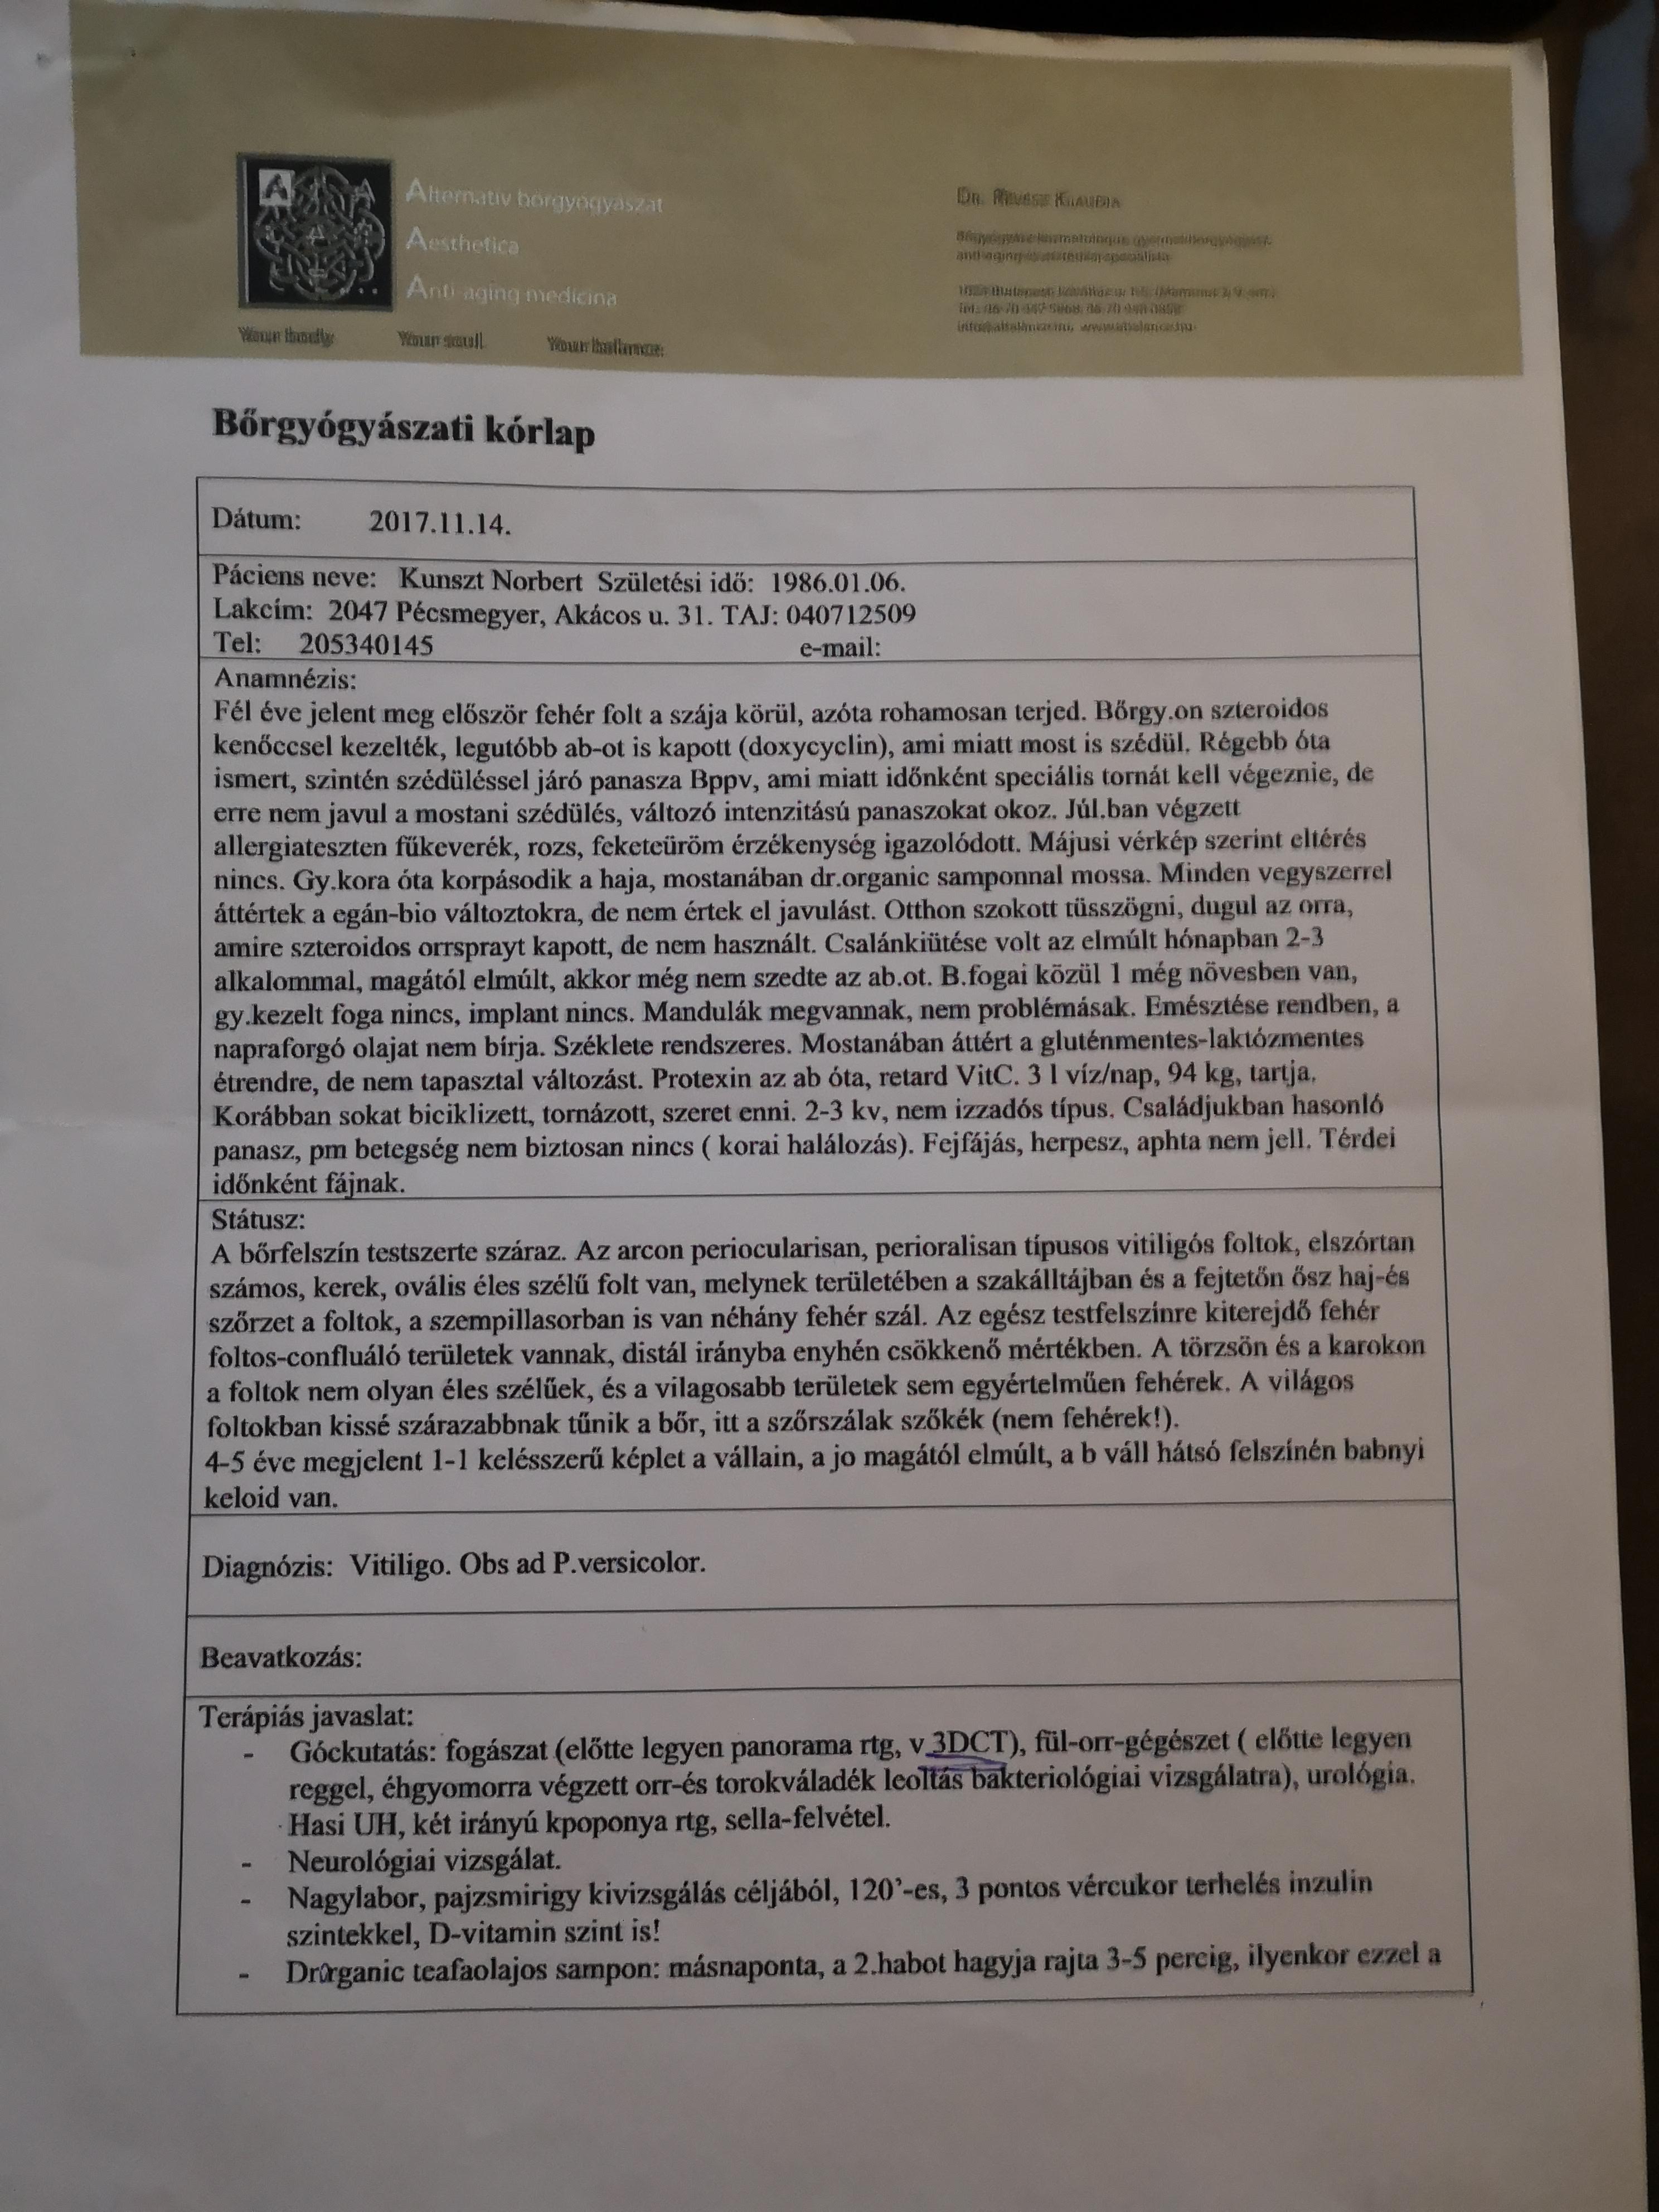 Alternatív bőrgyógyászat
Aesthetica
Anti-aging medicina
Your body Your soul Your balance
Dr. Révész Klaudia
Bőrgyógyászati kórlap
Dátum: 2017.11.14.
Páciens neve: Kunszt Norbert Születési idő: 1986.01.06.
Lakcím: 2047 Pécsmegyer, Akácos u. 31. TAJ: 040712509
Tel: 205340145 e-mail:
Anamnézis:
Fél éve jelent meg először fehér folt a szája körül, azóta rohamosan terjed. Bőrgy.on szteroidos
kenőccsel kezelték, legutóbb ab-ot is kapott (doxycyclin), ami miatt most is szédül. Régebb óta
ismert, szintén szédüléssel járó panasza Bppv, ami miatt időnként speciális tornát kell végeznie, de
erre nem javul a mostani szédülés, változó intenzitású panaszokat okoz. Júl.ban végzett
allergiateszten fűkeverék, rozs, feketeüröm érzékenység igazolódott. Májusi vérkép szerint eltérés
nincs. Gy.kora óta korpásodik a haja, mostanában dr.organic samponnal mossa. Minden vegyszerrel
áttértek a egán-bio változtokra, de nem értek el javulást. Otthon szokott tüsszögni, dugul az orra,
amire szteroidos orrsprayt kapott, de nem használt. Csalánkiütése volt az elmúlt hónapban 2-3
alkalommal, magától elmúlt, akkor még nem szedte az ab.ot. B.fogai közül 1 még növesben van,
gy.kezelt foga nincs, implant nincs. Mandulák megvannak, nem problémásak. Emésztése rendben, a
napraforgó olajat nem bírja. Széklete rendszeres. Mostanában áttért a gluténmentes-laktózmentes
étrendre, de nem tapasztal változást. Protexin az ab óta, retard VitC. 3 l víz/nap, 94 kg, tartja.
Korábban sokat biciklizett, tornázott, szeret enni. 2-3 kv, nem izzadós típus. Családjukban hasonló
panasz, pm betegség nem biztosan nincs ( korai halálozás). Fejfájás, herpesz, aphta nem jell. Térdei
időnként fájnak.
Státusz:
A bőrfelszín testszerte száraz. Az arcon periocularisan, perioralisan típusos vitiligós foltok, elszórtan
számos, kerek, ovális éles szélű folt van, melynek területében a szakálltájban és a fejtetőn ősz haj-és
szőrzet a foltok, a szempillasorban is van néhány fehér szál. Az egész testfelszínre kiterejdő fehér
foltos-confluáló területek vannak, distál irányba enyhén csökkenő mértékben. A törzsön és a karokon
a foltok nem olyan éles szélűek, és a vilagosabb területek sem egyértelműen fehérek. A világos
foltokban kissé szárazabbnak tűnik a bőr, itt a szőrszálak szőkék (nem fehérek!).
4-5 éve megjelent 1-1 kelésszerű képlet a vállain, a jo magától elmúlt, a b váll hátsó felszínén babnyi
keloid van.
Diagnózis: Vitiligo. Obs ad P.versicolor.
Beavatkozás:
Terápiás javaslat:
- Góckutatás: fogászat (előtte legyen panorama rtg, v 3DCT), fül-orr-gégészet ( előtte legyen
reggel, éhgyomorra végzett orr-és torokváladék leoltás bakteriológiai vizsgálatra), urológia.
Hasi UH, két irányú kpoponya rtg, sella-felvétel.
- Neurológiai vizsgálat.
- Nagylabor, pajzsmirigy kivizsgálás céljából, 120'-es, 3 pontos vércukor terhelés inzulin
szintekkel, D-vitamin szint is!
- DrOrganic teafaolajos sampon: másnaponta, a 2.habot hagyja rajta 3-5 percig, ilyenkor ezzel a